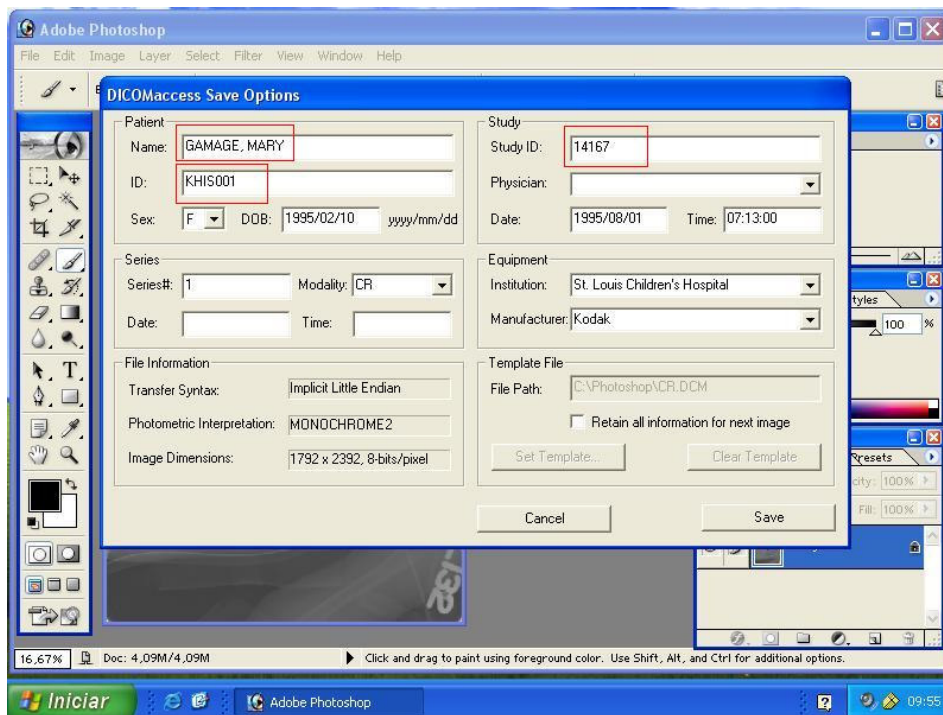 Adobe Photoshop
File Edit Image Layer Select Filter View Window Help
DICOMaccess Save Options
Patient
Name: GAMAGE, MARY
ID: KHIS001
Sex: F DOB: 1995/02/10 yyyy/mm/dd
Study
Study ID: 14167
Physician:
Date: 1995/08/01 Time: 07:13:00
Series
Series#: 1 Modality: CR
Date: Time:
Equipment
Institution: St. Louis Children's Hospital
Manufacturer: Kodak
File Information
Transfer Syntax: Implicit Little Endian
Photometric Interpretation: MONOCHROME2
Image Dimensions: 1792 x 2392, 8-bits/pixel
Template File
File Path: C:\Photoshop\CR.DCM
Retain all information for next image
Set Template... Clear Template
Cancel Save
tyles
100 %
Presets
city: 100%
Fill: 100%
132
16,67% Doc: 4,09M/4,09M Click and drag to paint using foreground color. Use Shift, Alt, and Ctrl for additional options.
Iniciar Adobe Photoshop 09:55